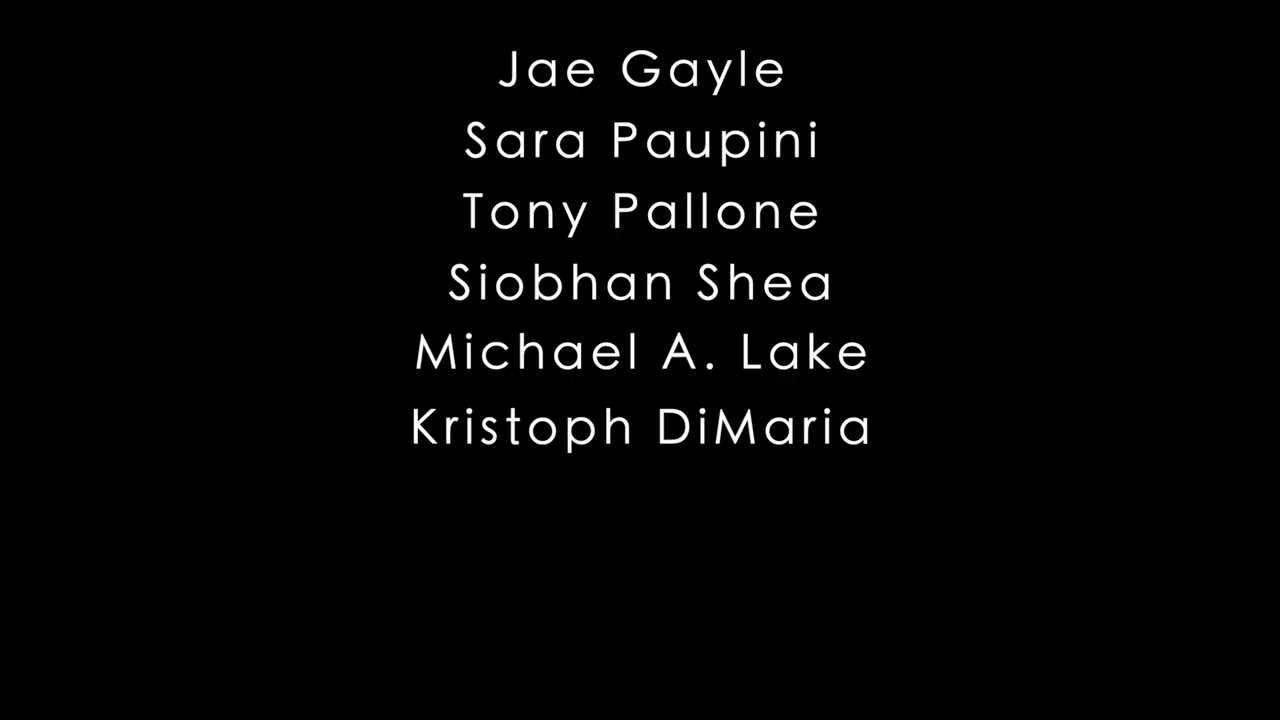 Jae Gayle
Sara Paupini
Tony Pallone
Siobhan Shea
Michael A. Lake
Kristoph DiMaria